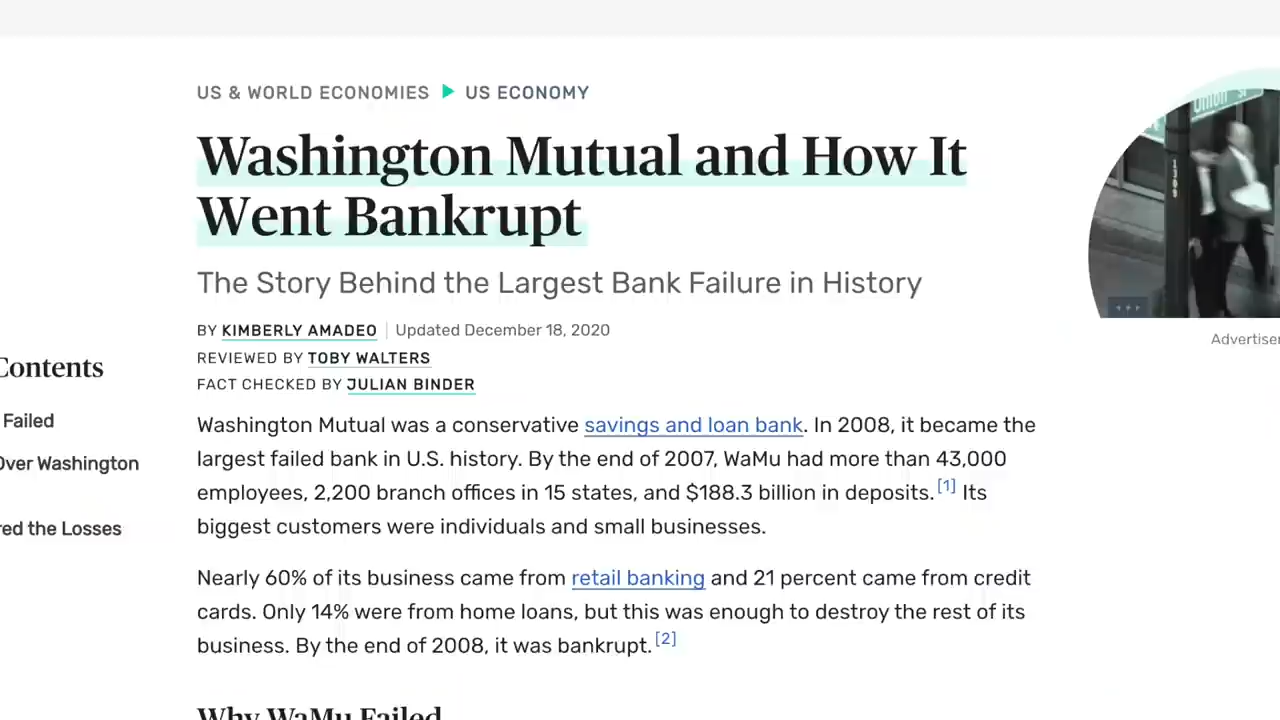 US & WORLD ECONOMIES ▶ US ECONOMY
Washington Mutual and How It
Went Bankrupt
The Story Behind the Largest Bank Failure in History
BY KIMBERLY AMADEO | Updated December 18, 2020
REVIEWED BY TOBY WALTERS
FACT CHECKED BY JULIAN BINDER
Washington Mutual was a conservative savings and loan bank. In 2008, it became the
largest failed bank in U.S. history. By the end of 2007, WaMu had more than 43,000
employees, 2,200 branch offices in 15 states, and $188.3 billion in deposits.[1] Its
biggest customers were individuals and small businesses.
Nearly 60% of its business came from retail banking and 21 percent came from credit
cards. Only 14% were from home loans, but this was enough to destroy the rest of its
business. By the end of 2008, it was bankrupt.[2]
Why WaMu Failed
Contents
Failed
Over Washington
red the Losses
Union St
1309
Advertiser